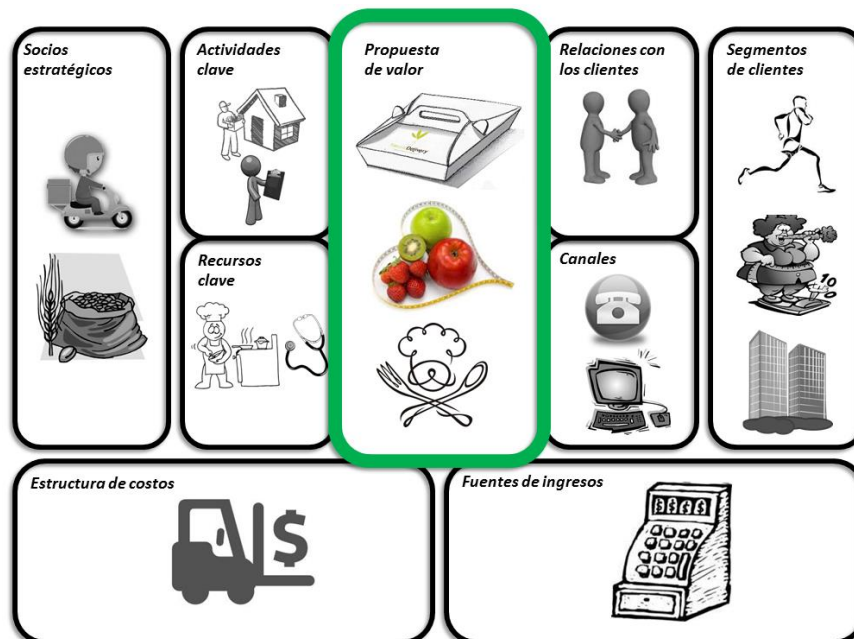 Socios
estratégicos
Actividades
clave
Propuesta
de valor
Relaciones con
los clientes
Segmentos
de clientes
Recursos
clave
Canales
Estructura de costos
$
Fuentes de ingresos
$$$$